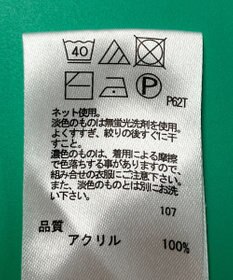 40
P
P62T
ネット使用。
淡色のものは無蛍光洗剤を使用。
よくすすぎ、絞りの後すぐに干
すこと。
濃色のものは、着用による摩擦
で色落ちする事がありますので、
組み合せの衣服にご注意下さい。
また、淡色のものとは別にお洗
い下さい。
107
品質
アクリル 100%